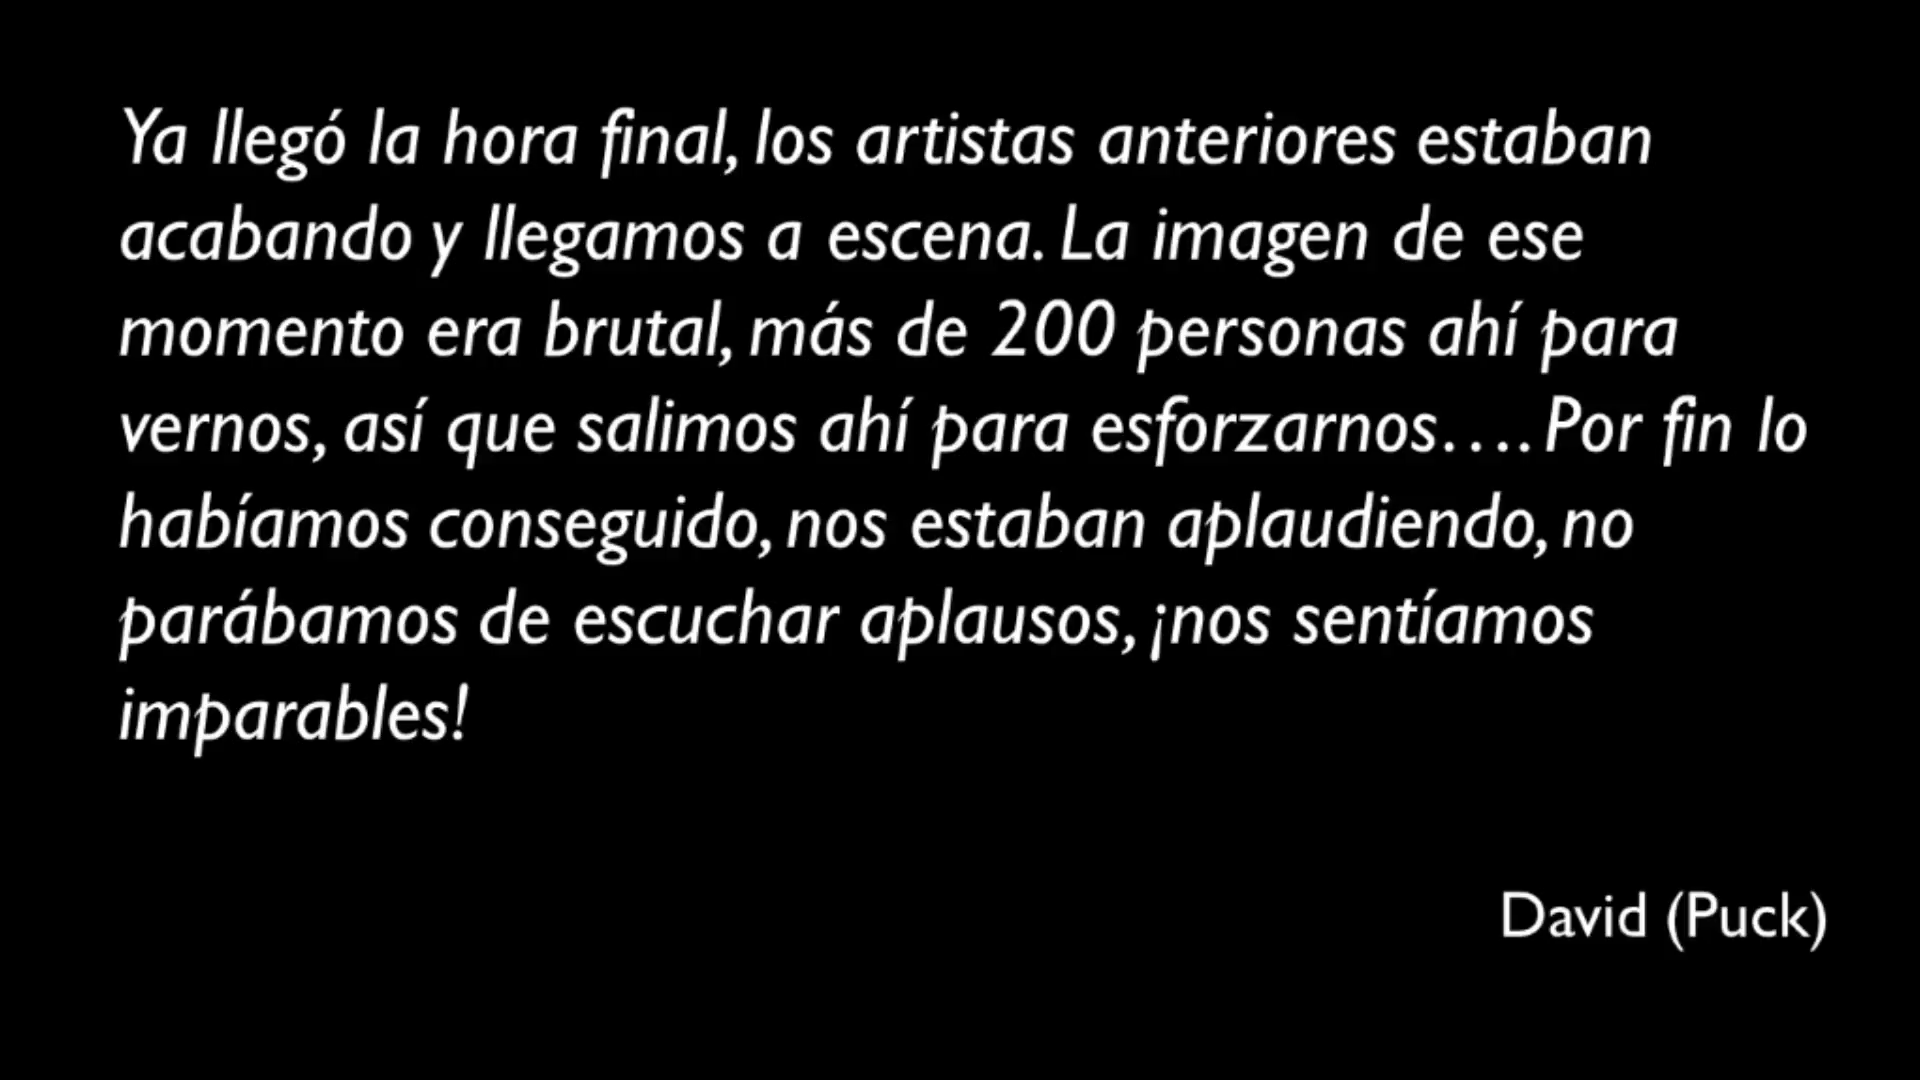 Ya llegó la hora final, los artistas anteriores estaban
acabando y llegamos a escena. La imagen de ese
momento era brutal, más de 200 personas ahí para
vernos, así que salimos ahí para esforzarnos…. Por fin lo
habíamos conseguido, nos estaban aplaudiendo, no
parábamos de escuchar aplausos, ¡nos sentíamos
imparables!
David (Puck)